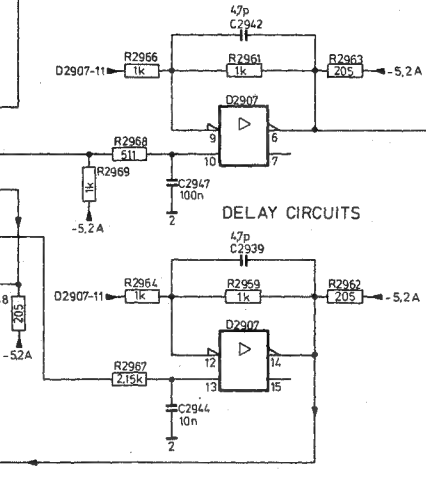 47p
C2942
R2966
R2961
R2963
D2907-11
1k
1k
205
-5,2A
D2907
9
6
R2968
511
10
7
R2969
1k
C2947
100n
2
-5,2A
DELAY CIRCUITS
47p
C2939
R2964
R2959
R2962
D2907-11
1k
1k
205
-5,2A
8
205
-5,2A
D2907
12
14
R2967
2,15k
13
15
C2944
10n
2